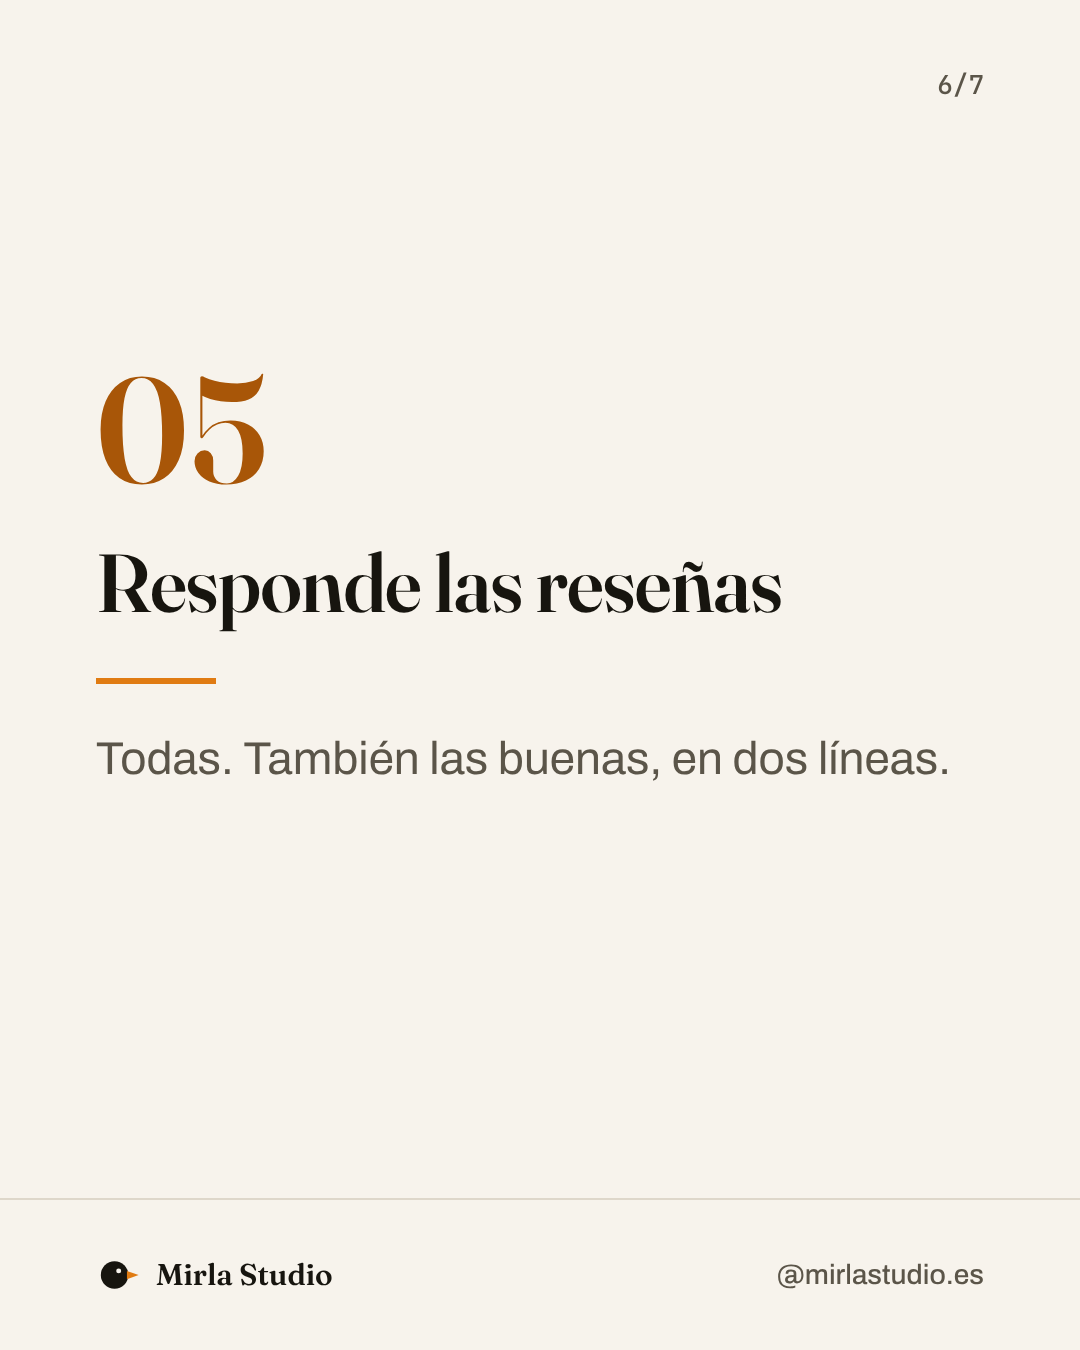 6/7
05
Responde las reseñas
Todas. También las buenas, en dos líneas.
Mirla Studio
@mirlastudio.es